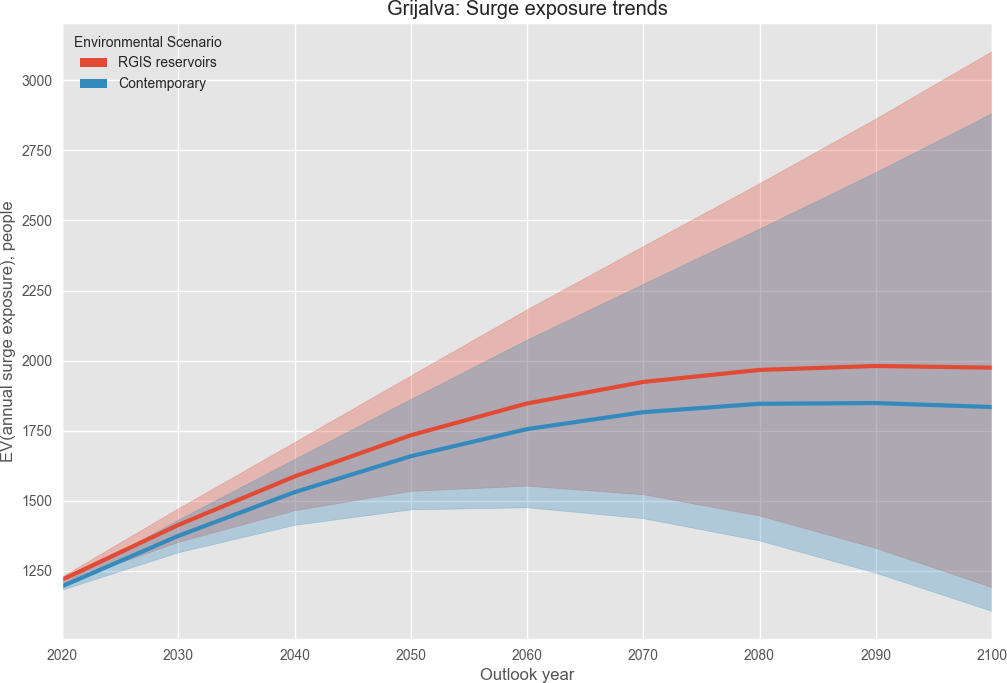 Grijalva: Surge exposure trends
Environmental Scenario
RGIS reservoirs
Contemporary
EV(annual surge exposure), people
3000
2750
2500
2250
2000
1750
1500
1250
2020 2030 2040 2050 2060 2070 2080 2090 2100
Outlook year